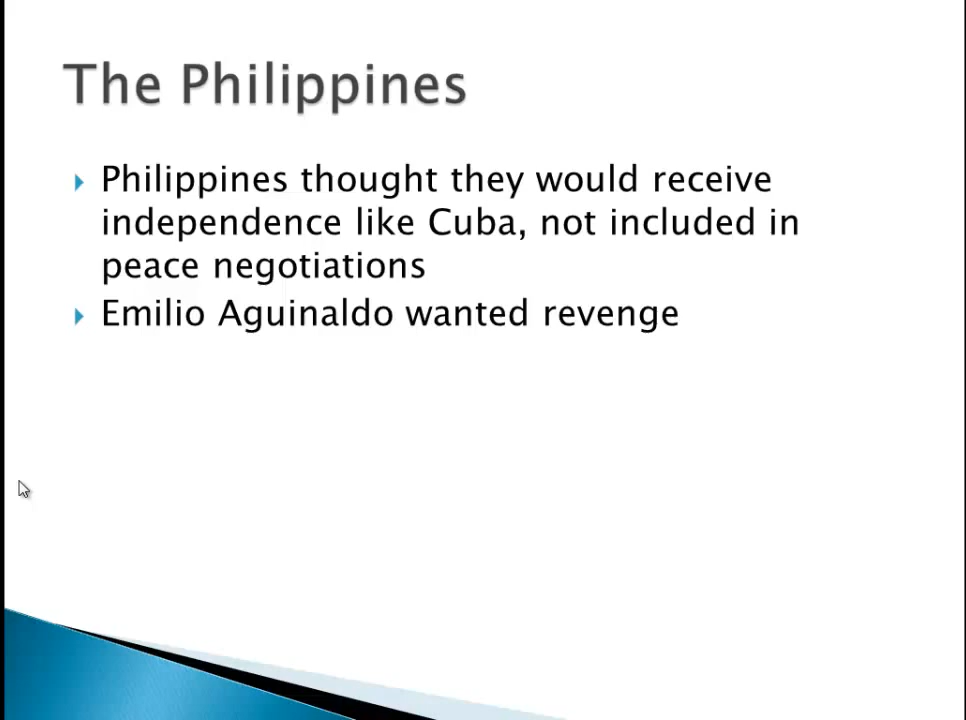 The Philippines
Philippines thought they would receive
independence like Cuba, not included in
peace negotiations
Emilio Aguinaldo wanted revenge